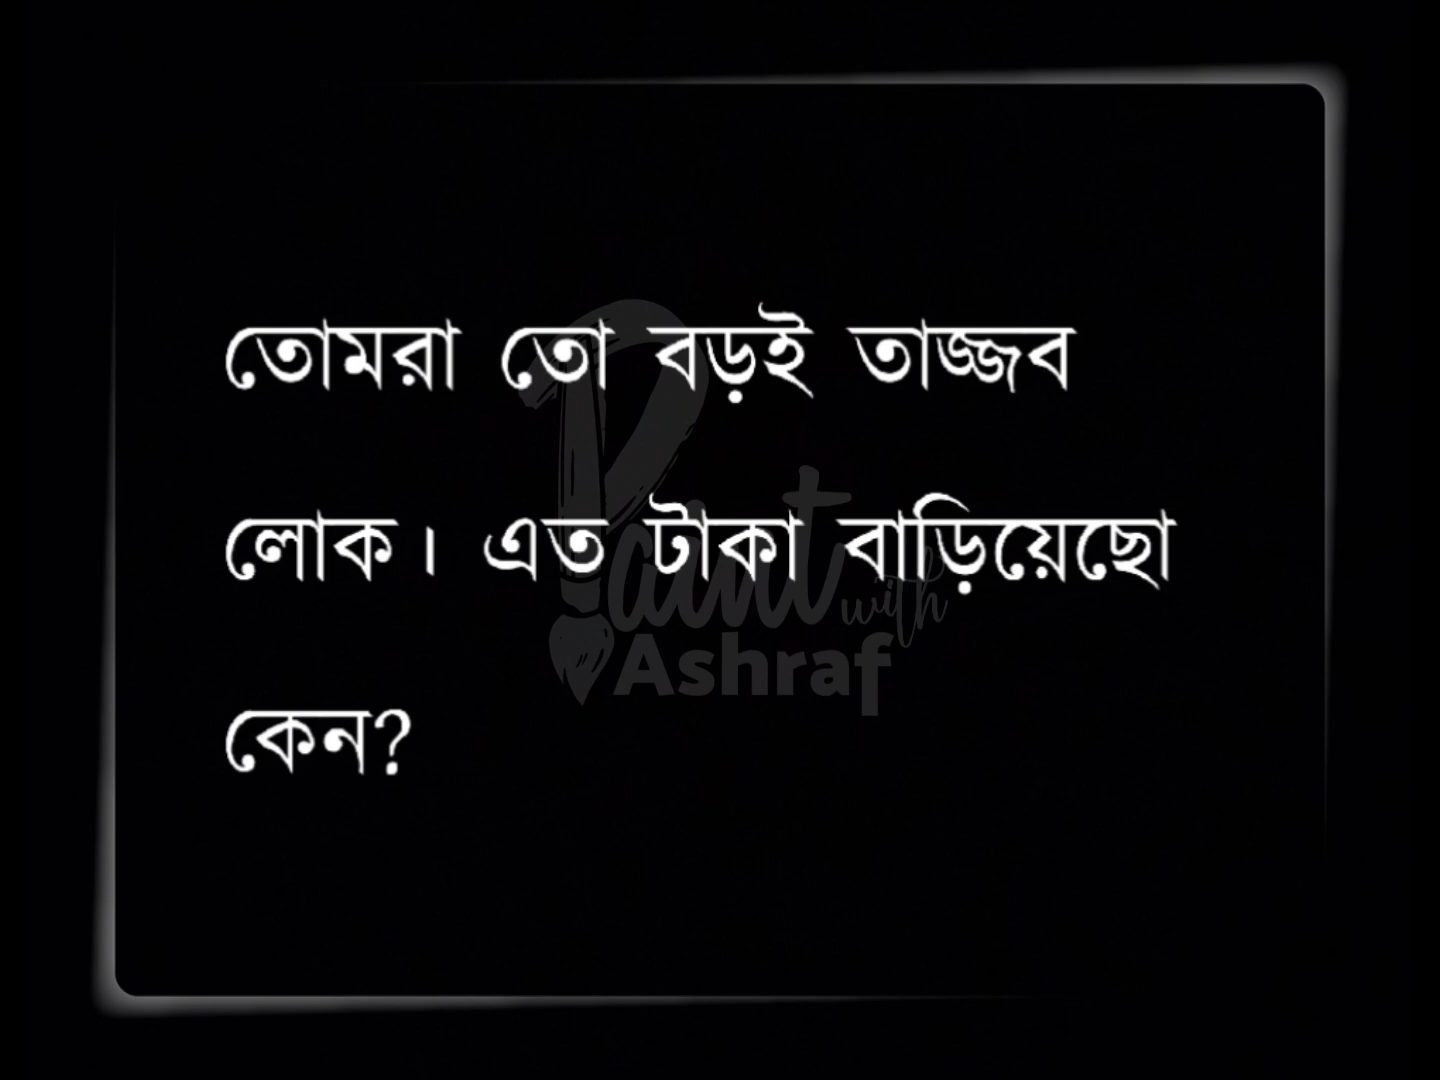 তোমরা তো বড়ই তাজ্জব
লোক। এত টাকা বাড়িয়েছো
কেন?
Paint with
Ashraf